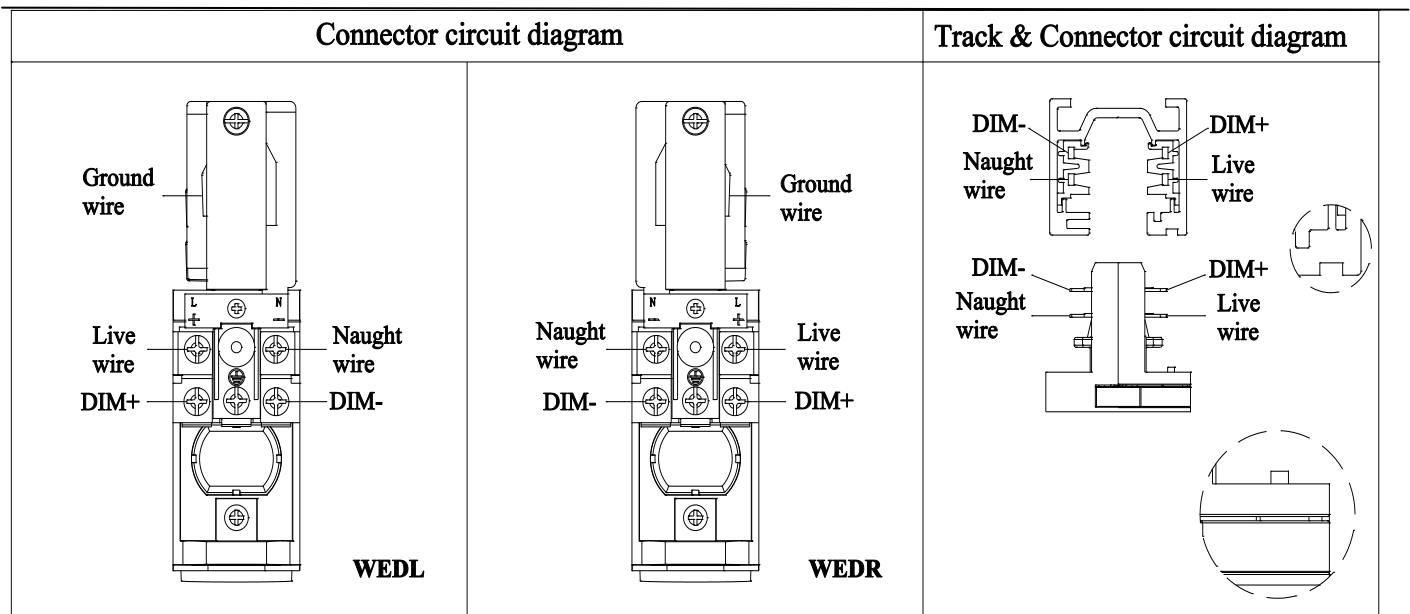 Connector circuit diagram
Track & Connector circuit diagram
Ground
wire
L
N
+
-
Live
wire
Naught
wire
DIM+
DIM-
WEDL
Ground
wire
N
L
-
+
Naught
wire
Live
wire
DIM-
DIM+
WEDR
DIM-
DIM+
Naught
wire
Live
wire
DIM-
DIM+
Naught
wire
Live
wire